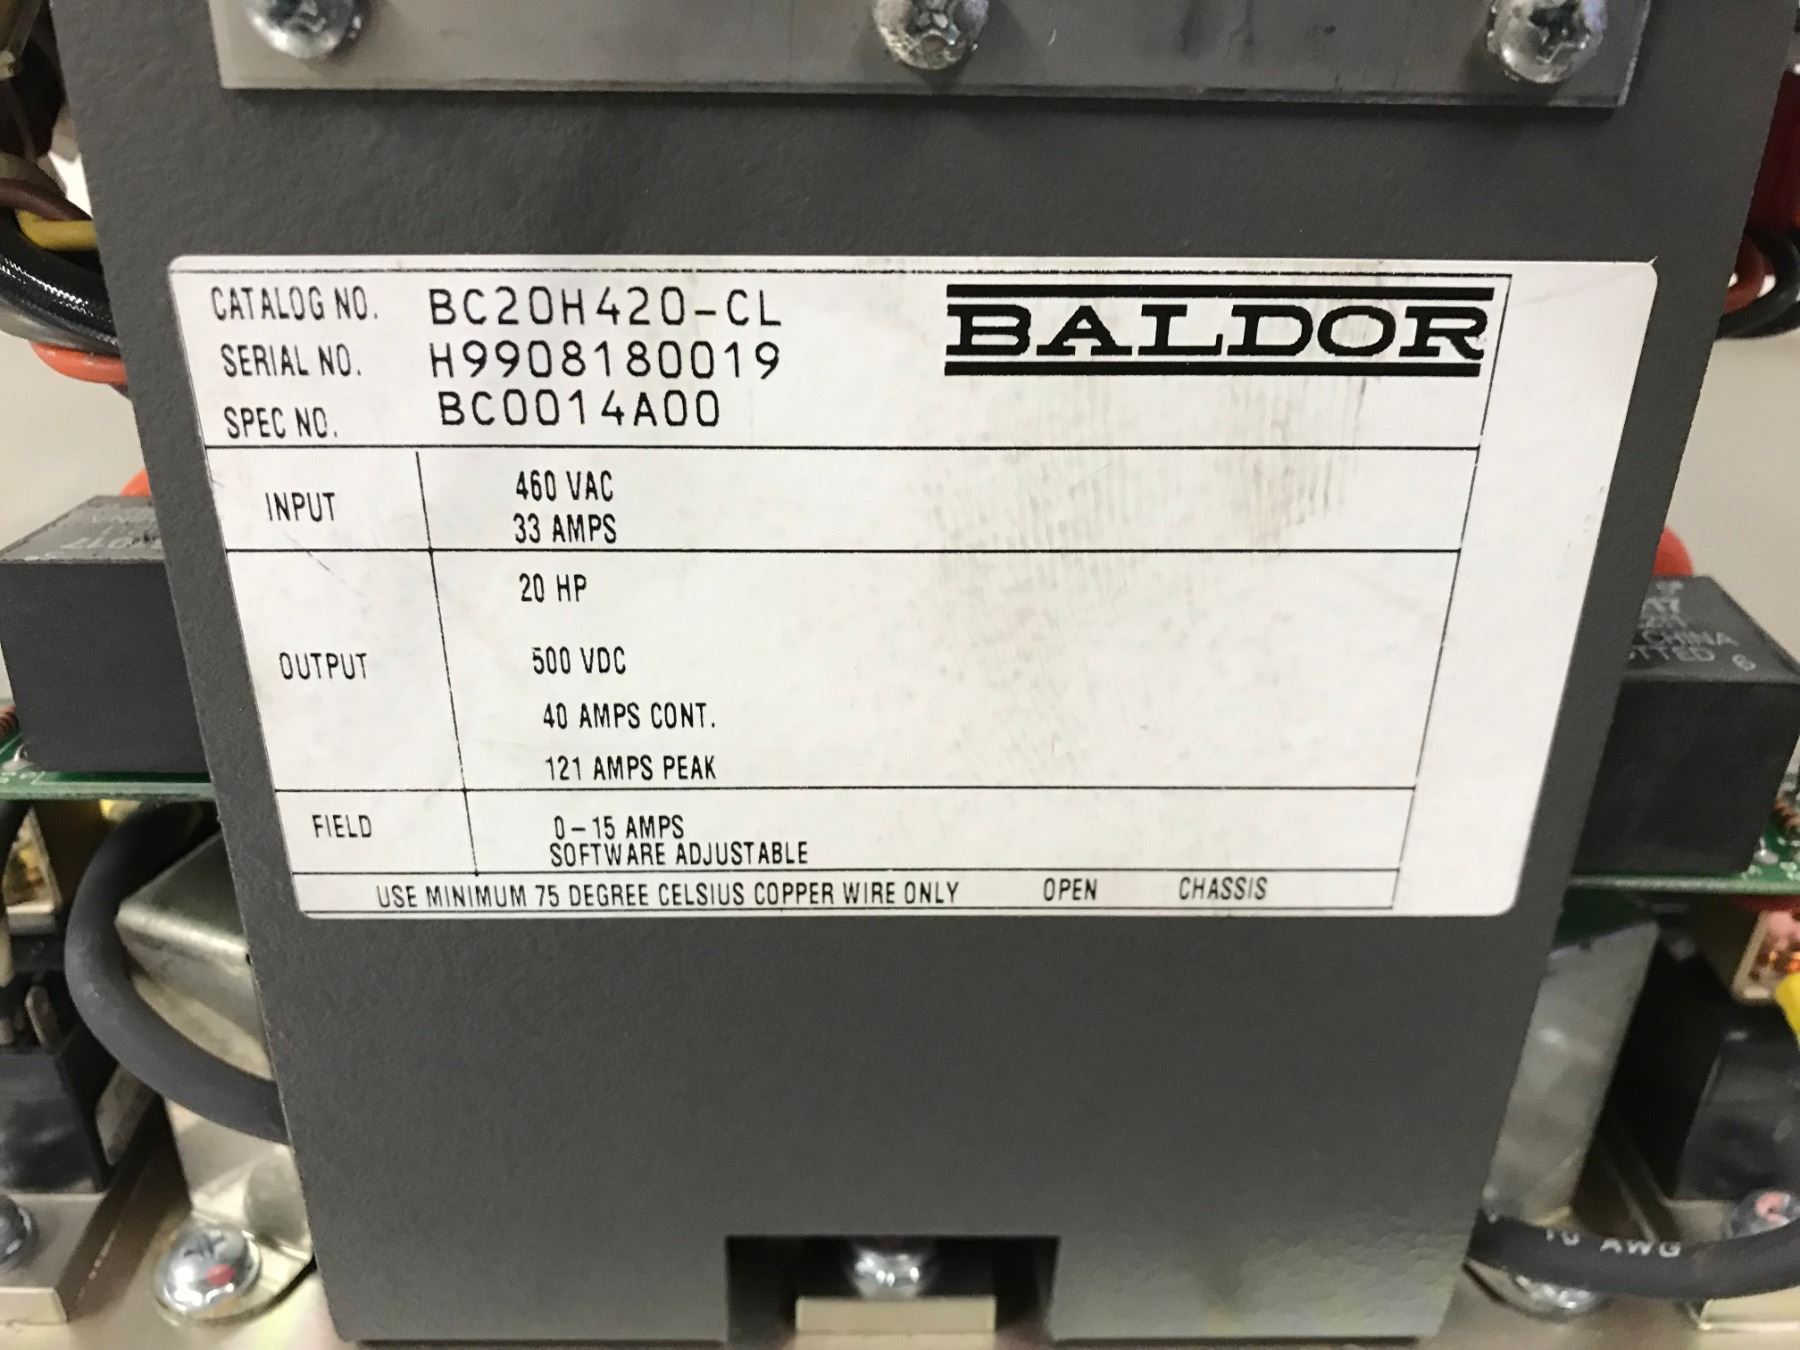 CATALOG NO. BC20H420-CL
BALDOR
SERIAL NO. H9908180019
SPEC NO. BC0014A00
INPUT 460 VAC
33 AMPS
OUTPUT 20 HP
500 VDC
40 AMPS CONT.
121 AMPS PEAK
FIELD 0-15 AMPS
SOFTWARE ADJUSTABLE
USE MINIMUM 75 DEGREE CELSIUS COPPER WIRE ONLY OPEN CHASSIS
CHINA
AWG